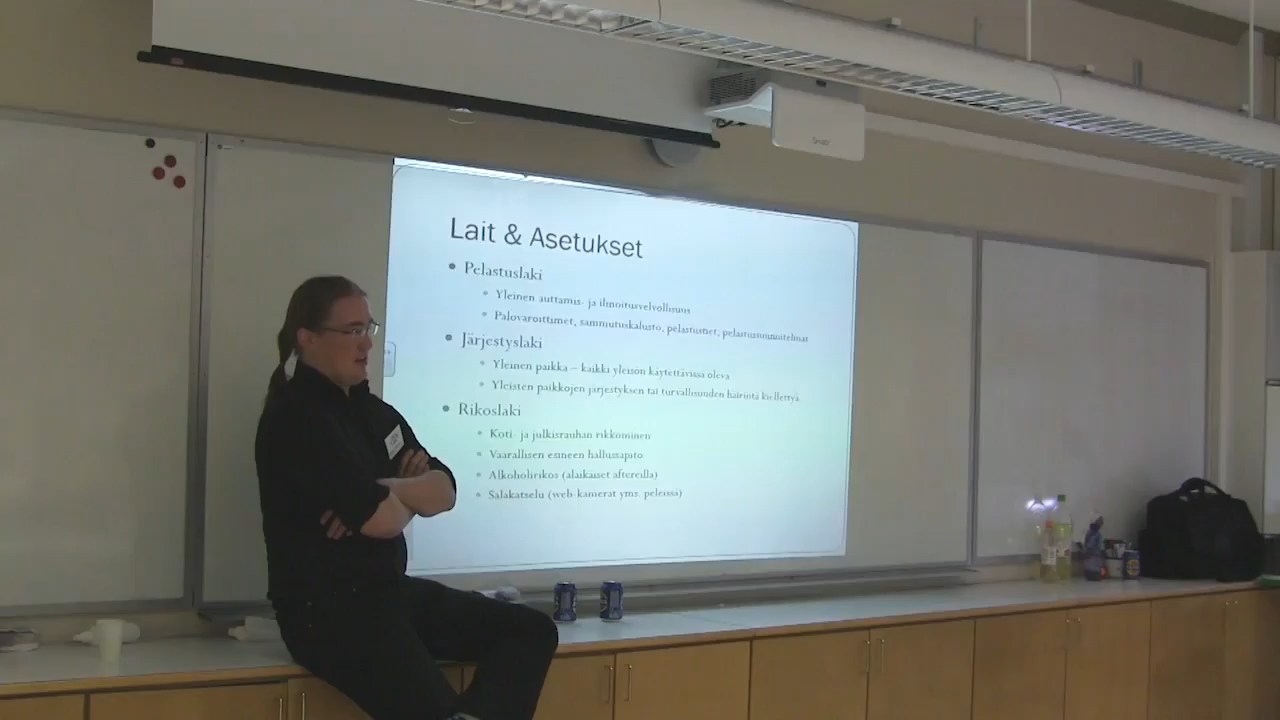 Lait & Asetukset
Pelastuslaki
Yleinen auttamis- ja ilmoitusvelvollisuus
Palovaroittimet, sammutuskalusto, pelastustiet, pelastussuunnitelmat
Järjestyslaki
Yleinen paikka – kaikki yleisön käytettävissä oleva
Yleisten paikkojen järjestyksen tai turvallisuuden häirintä kiellettyä
Rikoslaki
Koti- ja julkisrauhan rikkominen
Vaarallisen esineen hallussapito
Alkoholirikos (alaikäiset aftereilla)
Salakatselu (web-kamerat yms. peleissä)